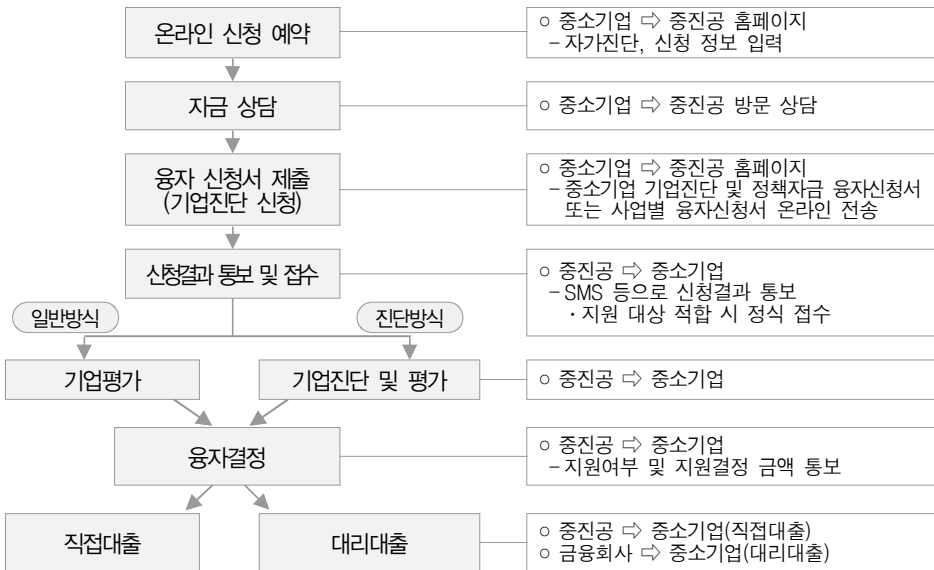 온라인 신청 예약
○ 중소기업 ⇨ 중진공 홈페이지
– 자가진단, 신청 정보 입력
자금 상담
○ 중소기업 ⇨ 중진공 방문 상담
융자 신청서 제출
(기업진단 신청)
○ 중소기업 ⇨ 중진공 홈페이지
– 중소기업 기업진단 및 정책자금 융자신청서
또는 사업별 융자신청서 온라인 전송
신청결과 통보 및 접수
○ 중진공 ⇨ 중소기업
– SMS 등으로 신청결과 통보
· 지원 대상 적합 시 정식 접수
일반방식
진단방식
기업평가
기업진단 및 평가
○ 중진공 ⇨ 중소기업
융자결정
○ 중진공 ⇨ 중소기업
– 지원여부 및 지원결정 금액 통보
직접대출
대리대출
○ 중진공 ⇨ 중소기업(직접대출)
○ 금융회사 ⇨ 중소기업(대리대출)